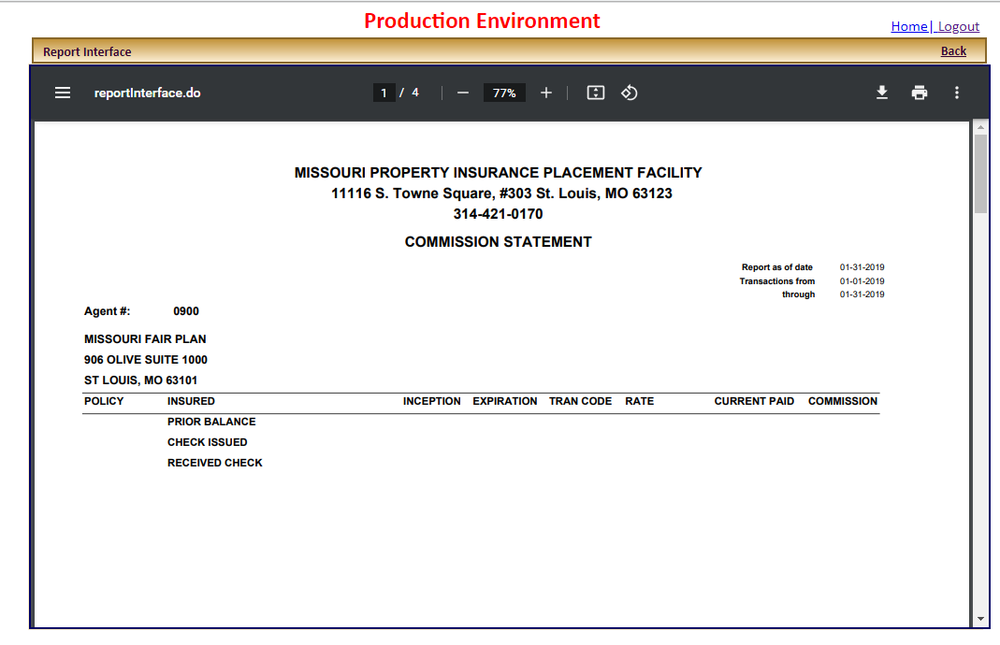 Production Environment
Home| Logout
Report Interface Back
reportInterface.do 1 / 4 77%
MISSOURI PROPERTY INSURANCE PLACEMENT FACILITY
11116 S. Towne Square, #303 St. Louis, MO 63123
314-421-0170
COMMISSION STATEMENT
Report as of date 01-31-2019
Transactions from 01-01-2019
through 01-31-2019
Agent #: 0900
MISSOURI FAIR PLAN
906 OLIVE SUITE 1000
ST LOUIS, MO 63101
POLICY INSURED INCEPTION EXPIRATION TRAN CODE RATE CURRENT PAID COMMISSION
PRIOR BALANCE
CHECK ISSUED
RECEIVED CHECK